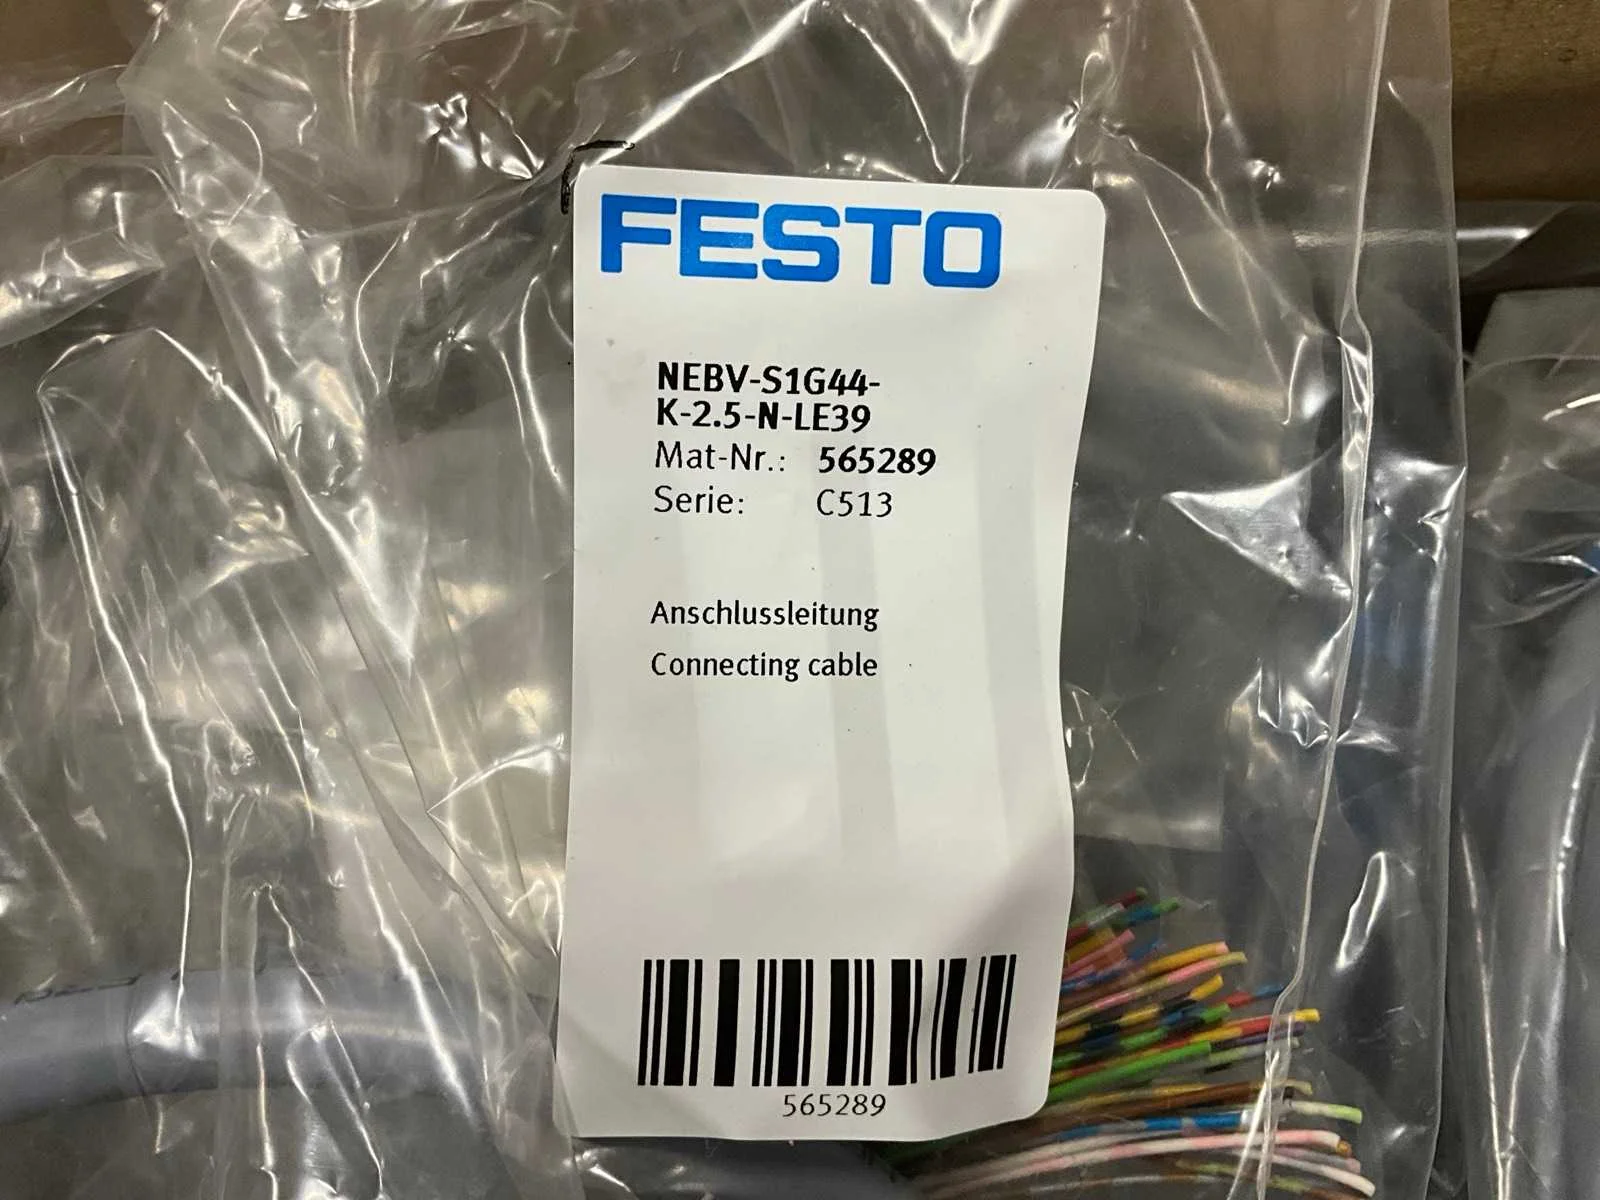 FESTO
NEBV-S1G44-
K-2.5-N-LE39
Mat-Nr.: 565289
Serie: C513
Anschlussleitung
Connecting cable
565289